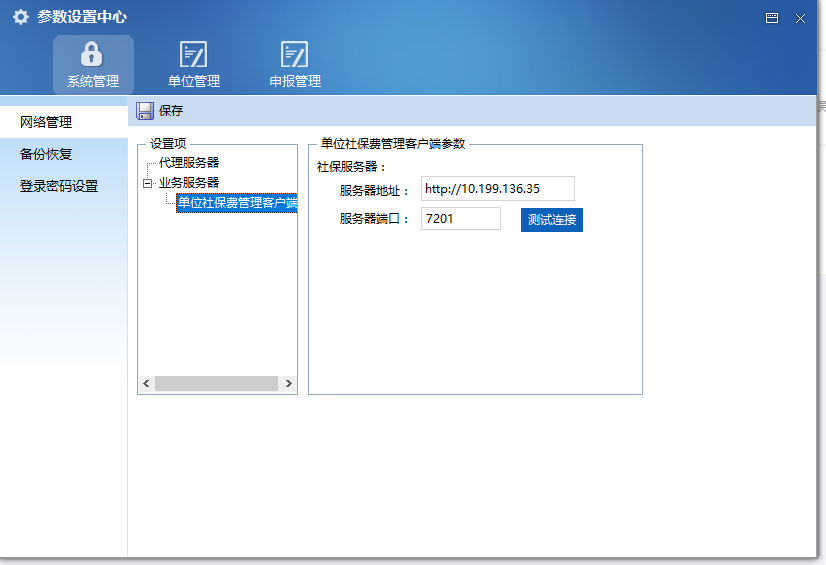 参数设置中心
系统管理
单位管理
申报管理
网络管理
备份恢复
登录密码设置
保存
设置项
代理服务器
业务服务器
单位社保费管理客户端
单位社保费管理客户端参数
社保服务器：
服务器地址： http://10.199.136.35
服务器端口： 7201 测试连接